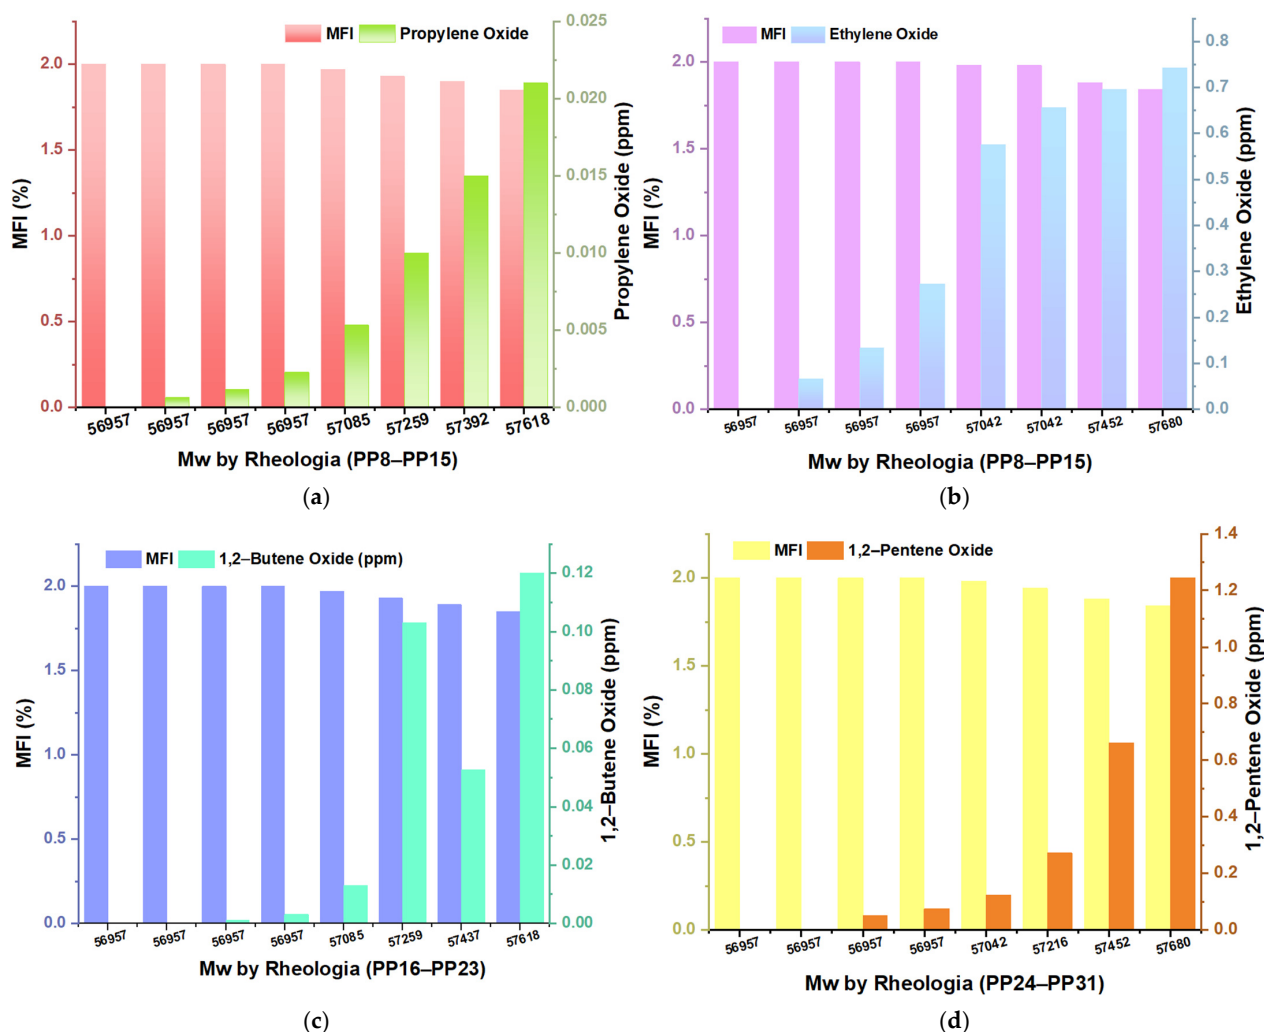 MFI Propylene Oxide
2.0
1.5
1.0
0.5
0.0
MFI (%)
0.025
0.020
0.015
0.010
0.005
0.000
Propylene Oxide (ppm)
56957 56957 56957 56957 57085 57259 57392 57618
Mw by Rheologia (PP8–PP15)
(a)
MFI Ethylene Oxide
2.0
1.5
1.0
0.5
0.0
MFI (%)
0.8
0.7
0.6
0.5
0.4
0.3
0.2
0.1
0.0
Ethylene Oxide (ppm)
56957 56957 56957 56957 57042 57042 57452 57680
Mw by Rheologia (PP8–PP15)
(b)
MFI 1,2–Butene Oxide (ppm)
2.0
1.5
1.0
0.5
0.0
MFI (%)
0.12
0.10
0.08
0.06
0.04
0.02
0.00
1,2–Butene Oxide (ppm)
56957 56957 56957 56957 57085 57259 57437 57618
Mw by Rheologia (PP16–PP23)
(c)
MFI 1,2–Pentene Oxide
2.0
1.5
1.0
0.5
0.0
MFI (%)
1.4
1.2
1.0
0.8
0.6
0.4
0.2
0.0
1,2–Pentene Oxide (ppm)
56957 56957 56957 56957 57042 57216 57452 57680
Mw by Rheologia (PP24–PP31)
(d)